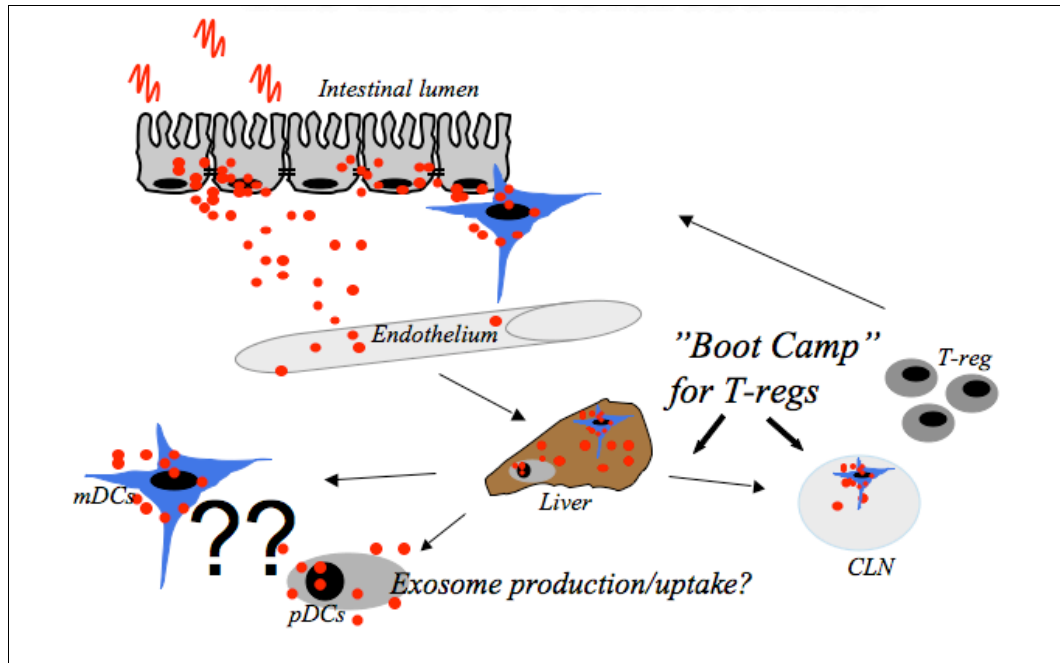 Intestinal lumen
Endothelium
"Boot Camp"
for T-regs
T-reg
mDCs
??
Liver
CLN
Exosome production/uptake?
pDCs